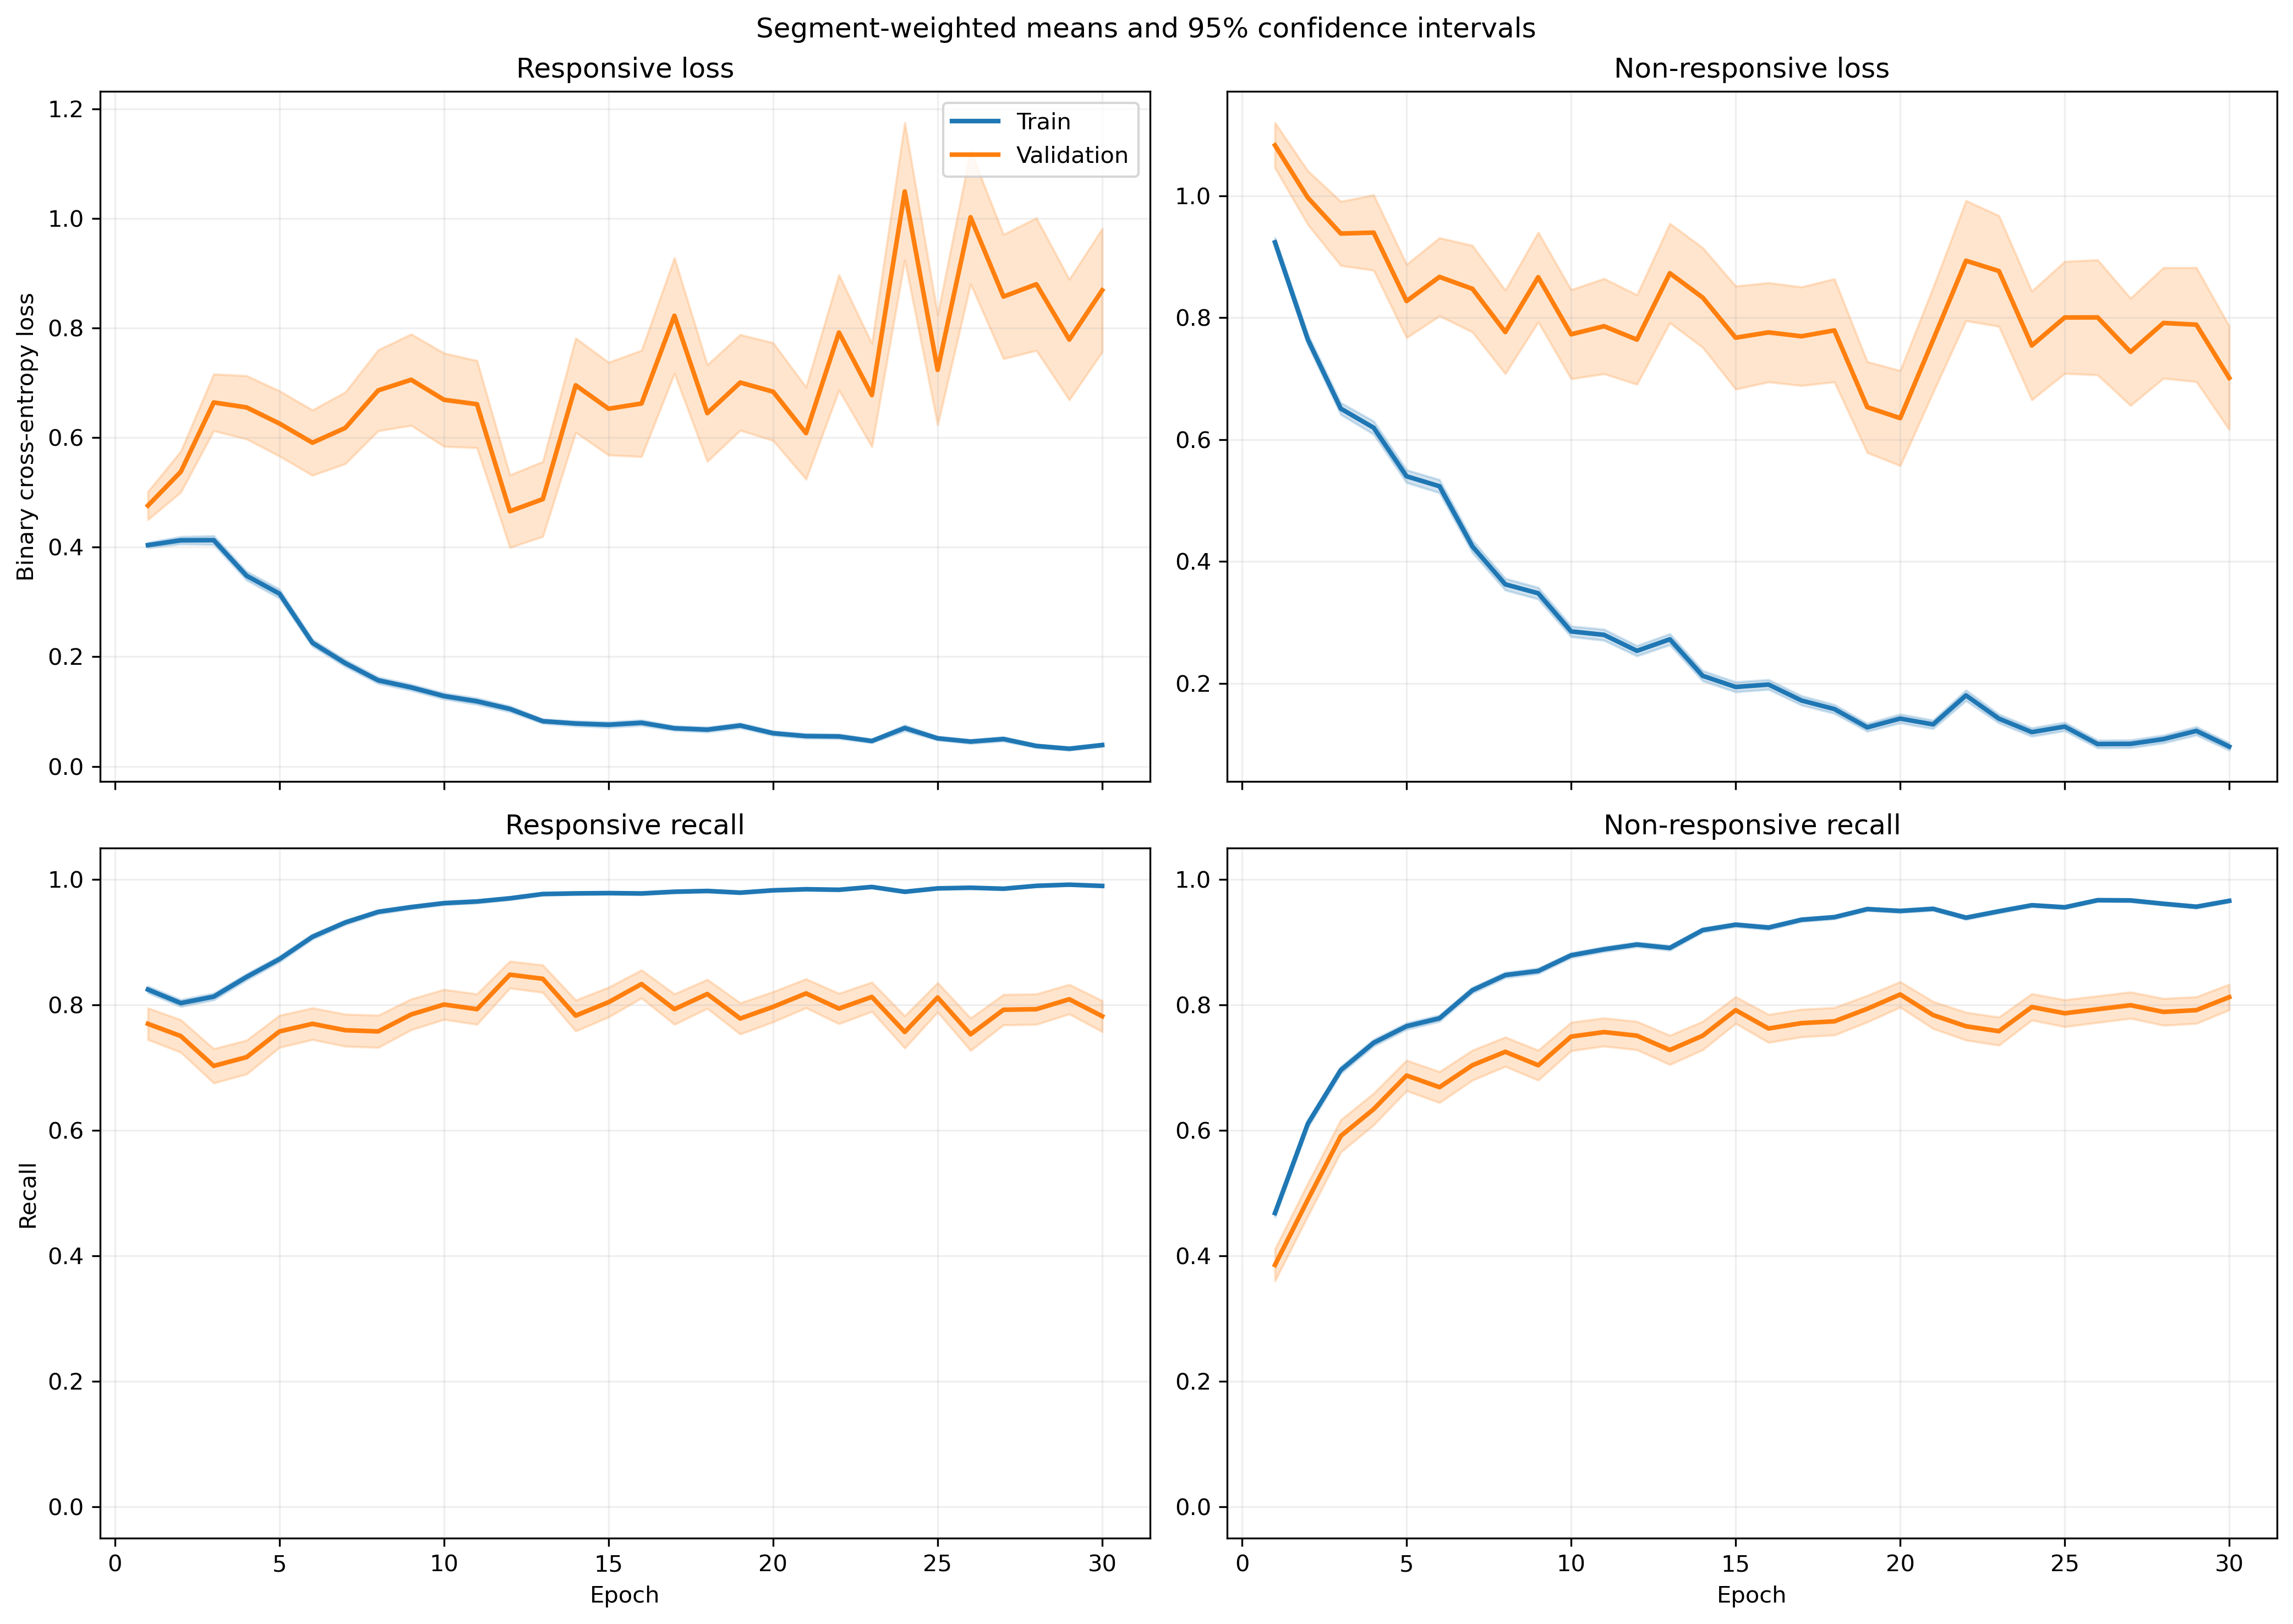 Segment-weighted means and 95% confidence intervals
Responsive loss
Non-responsive loss
Train
Validation
Binary cross-entropy loss
1.2
1.0
0.8
0.6
0.4
0.2
0.0
1.0
0.8
0.6
0.4
0.2
Responsive recall
Non-responsive recall
Recall
1.0
0.8
0.6
0.4
0.2
0.0
0 5 10 15 20 25 30
Epoch
1.0
0.8
0.6
0.4
0.2
0.0
0 5 10 15 20 25 30
Epoch